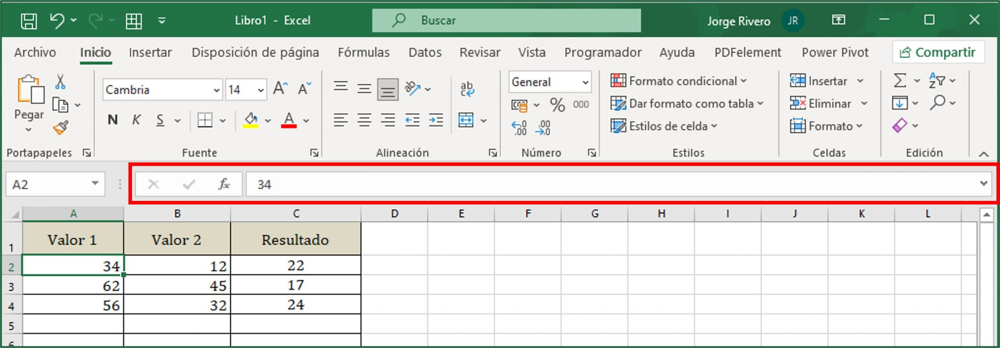 Libro1 - Excel
Buscar
Jorge Rivero JR
Archivo Inicio Insertar Disposición de página Fórmulas Datos Revisar Vista Programador Ayuda PDFelement Power Pivot Compartir
Pegar
Portapapeles
Cambria 14
N K S A
Fuente
ab c
Alineación
General
% 000
Número
Formato condicional
Dar formato como tabla
Estilos de celda
Estilos
Insertar
Eliminar
Formato
Celdas
Edición
A2 fx 34
A B C D E F G H I J K L
1 Valor 1 Valor 2 Resultado
2 34 12 22
3 62 45 17
4 56 32 24
5
6